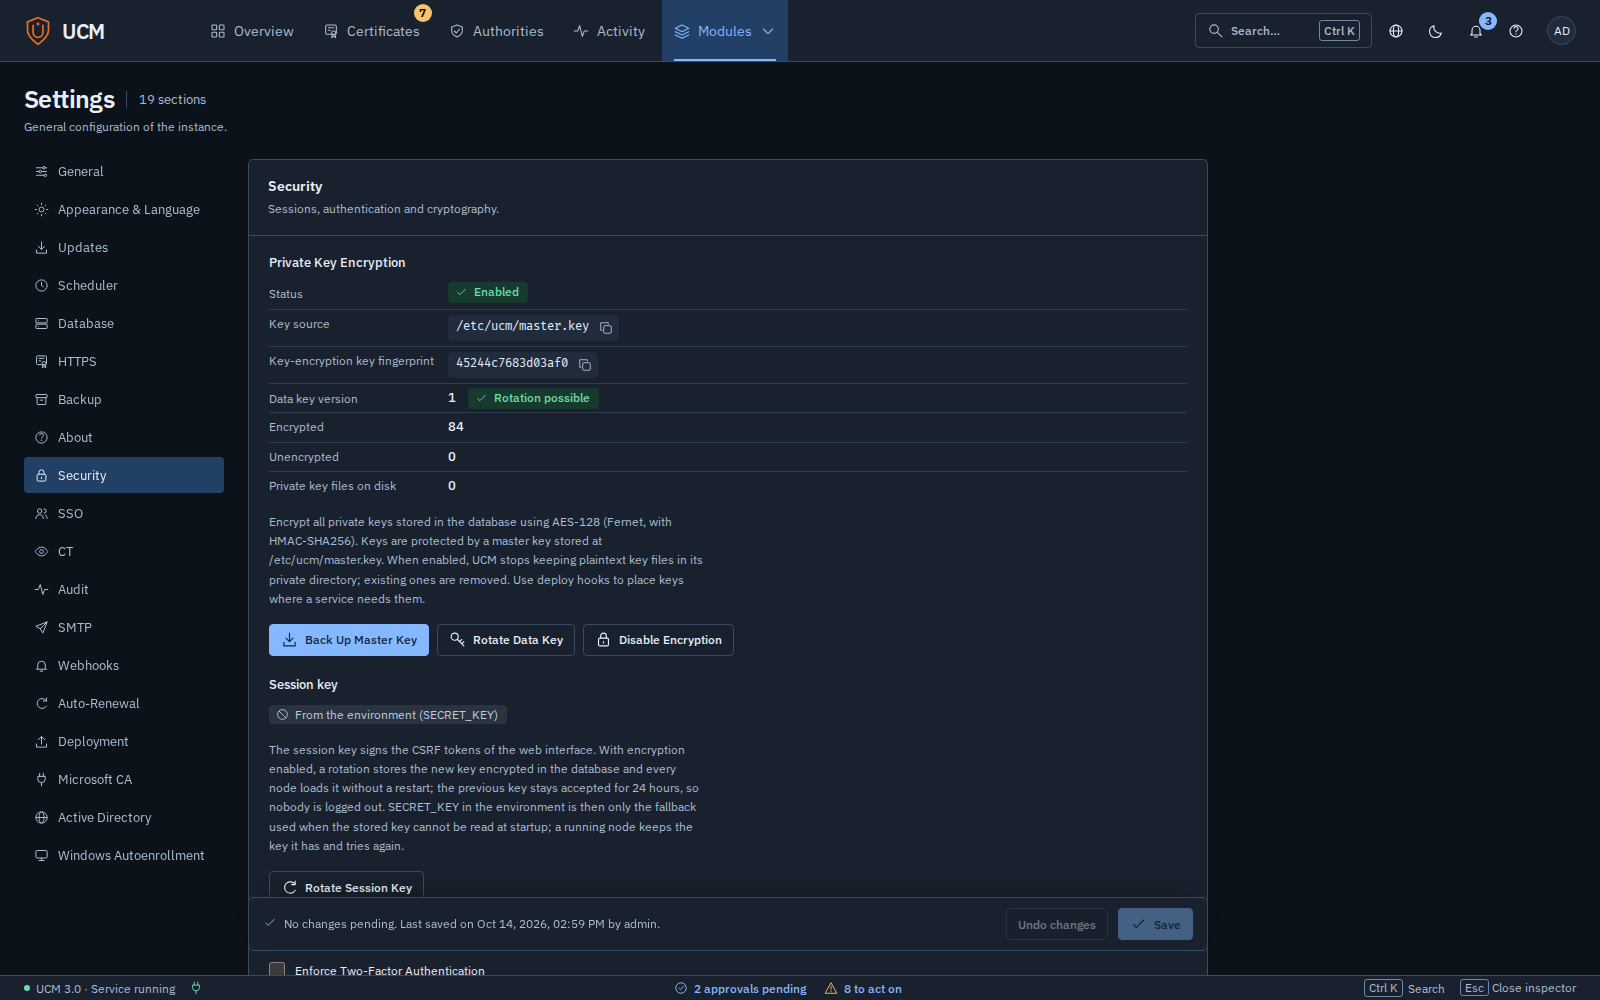 UCM
Overview
Certificates
7
Authorities
Activity
Modules
Search...
Ctrl K
3
AD
Settings
19 sections
General configuration of the instance.
General
Appearance & Language
Updates
Scheduler
Database
HTTPS
Backup
About
Security
SSO
CT
Audit
SMTP
Webhooks
Auto-Renewal
Deployment
Microsoft CA
Active Directory
Windows Autoenrollment
Security
Sessions, authentication and cryptography.
Private Key Encryption
Status
Enabled
Key source
/etc/ucm/master.key
Key-encryption key fingerprint
45244c7683d03af0
Data key version
1
Rotation possible
Encrypted
84
Unencrypted
0
Private key files on disk
0
Encrypt all private keys stored in the database using AES-128 (Fernet, with
HMAC-SHA256). Keys are protected by a master key stored at
/etc/ucm/master.key. When enabled, UCM stops keeping plaintext key files in its
private directory; existing ones are removed. Use deploy hooks to place keys
where a service needs them.
Back Up Master Key
Rotate Data Key
Disable Encryption
Session key
From the environment (SECRET_KEY)
The session key signs the CSRF tokens of the web interface. With encryption
enabled, a rotation stores the new key encrypted in the database and every
node loads it without a restart; the previous key stays accepted for 24 hours, so
nobody is logged out. SECRET_KEY in the environment is then only the fallback
used when the stored key cannot be read at startup; a running node keeps the
key it has and tries again.
Rotate Session Key
No changes pending. Last saved on Oct 14, 2026, 02:59 PM by admin.
Undo changes
Save
Enforce Two-Factor Authentication
UCM 3.0 · Service running
2 approvals pending
8 to act on
Ctrl K
Search
Esc
Close inspector